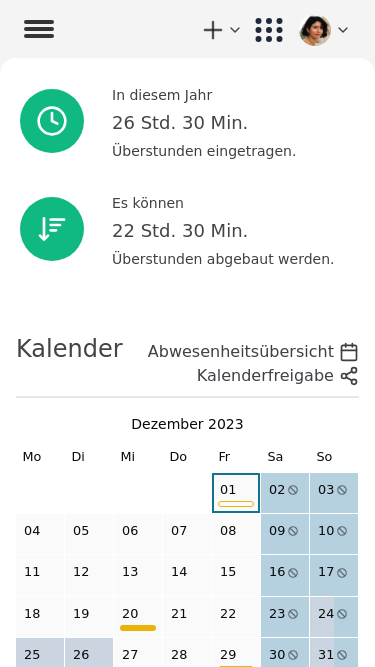 In diesem Jahr
26 Std. 30 Min.
Überstunden eingetragen.
Es können
22 Std. 30 Min.
Überstunden abgebaut werden.
Kalender
Abwesenheitsübersicht
Kalenderfreigabe
Dezember 2023
Mo Di Mi Do Fr Sa So
01 02 03
04 05 06 07 08 09 10
11 12 13 14 15 16 17
18 19 20 21 22 23 24
25 26 27 28 29 30 31